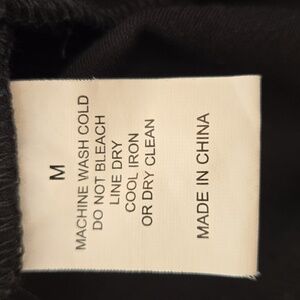 M
MACHINE WASH COLD
DO NOT BLEACH
LINE DRY
COOL IRON
OR DRY CLEAN
MADE IN CHINA